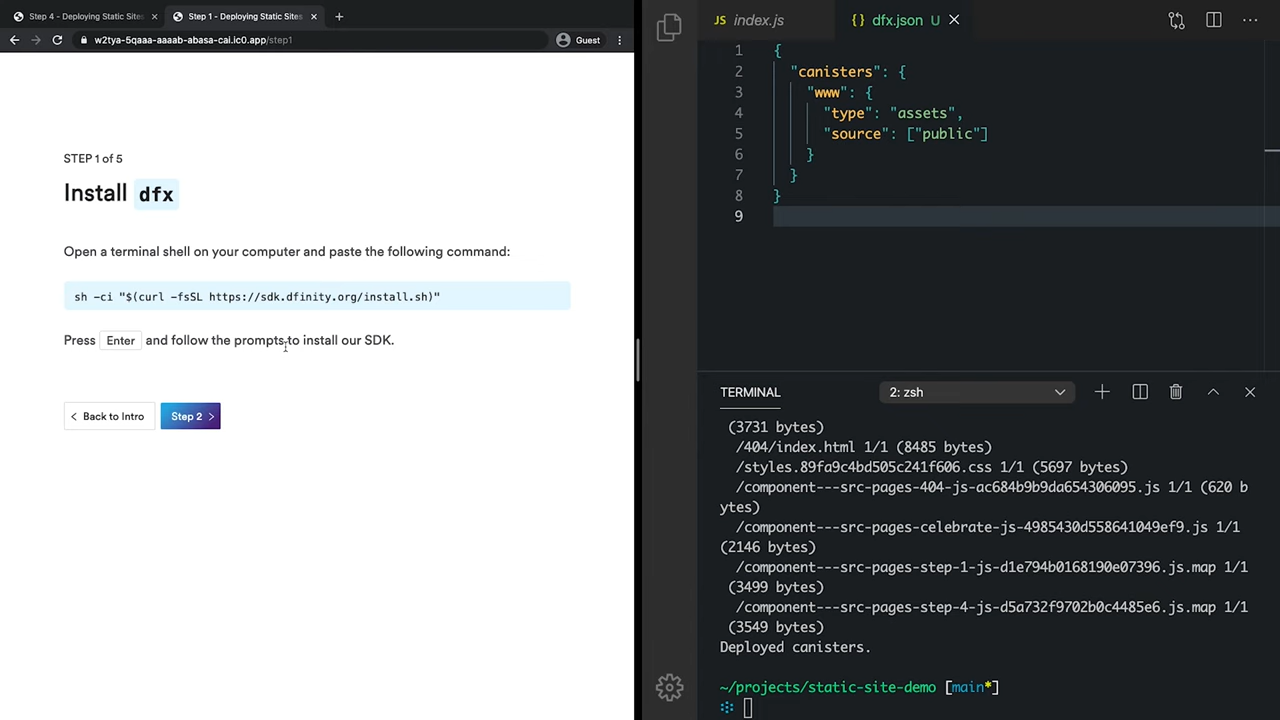 Step 4 - Deploying Static Sites
Step 1 - Deploying Static Sites
w2tya-5qaaa-aaaab-abasa-cai.ic0.app/step1
Guest
STEP 1 of 5
Install dfx
Open a terminal shell on your computer and paste the following command:
sh -ci "$(curl -fsSL https://sdk.dfinity.org/install.sh)"
Press Enter and follow the prompts to install our SDK.
< Back to Intro
Step 2 >
JS index.js
{} dfx.json U
1 {
2 "canisters": {
3 "www": {
4 "type": "assets",
5 "source": ["public"]
6 }
7 }
8 }
9
TERMINAL
2: zsh
(3731 bytes)
/404/index.html 1/1 (8485 bytes)
/styles.89fa9c4bd505c241f606.css 1/1 (5697 bytes)
/component---src-pages-404-js-ac684b9b9da654306095.js 1/1 (620 b
ytes)
/component---src-pages-celebrate-js-4985430d558641049ef9.js 1/1
(2146 bytes)
/component---src-pages-step-1-js-d1e794b0168190e07396.js.map 1/1
(3499 bytes)
/component---src-pages-step-4-js-d5a732f9702b0c4485e6.js.map 1/1
(3549 bytes)
Deployed canisters.
~/projects/static-site-demo [main*]